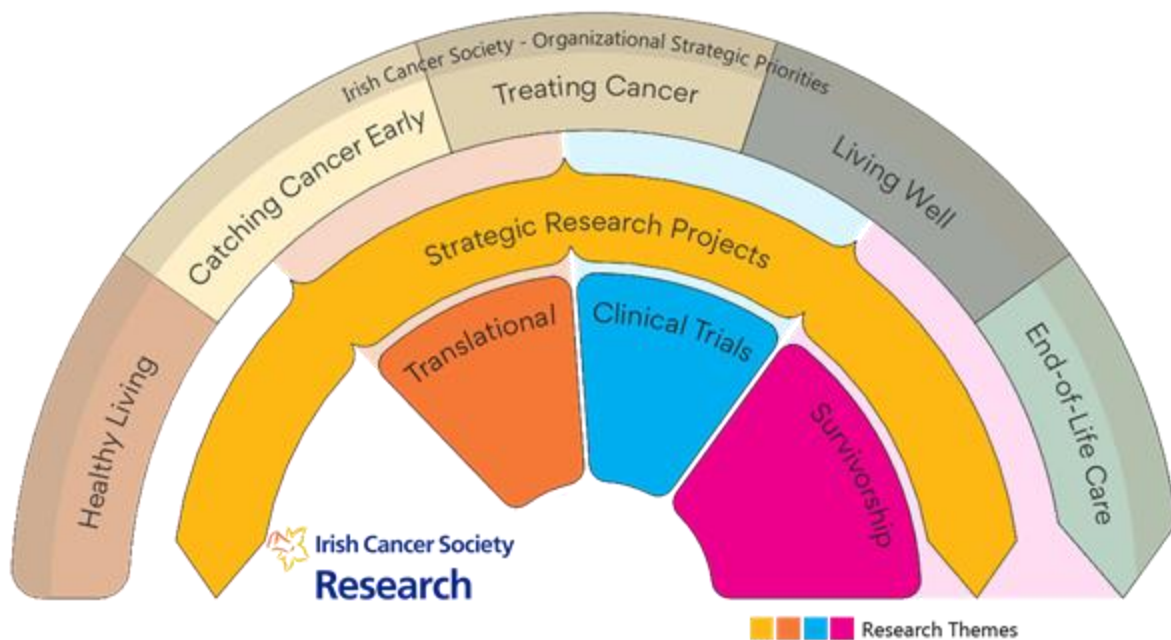 Irish Cancer Society - Organizational Strategic Priorities
Healthy Living
Catching Cancer Early
Treating Cancer
Living Well
End-of-Life Care
Strategic Research Projects
Translational
Clinical Trials
Survivorship
Irish Cancer Society
Research
Research Themes